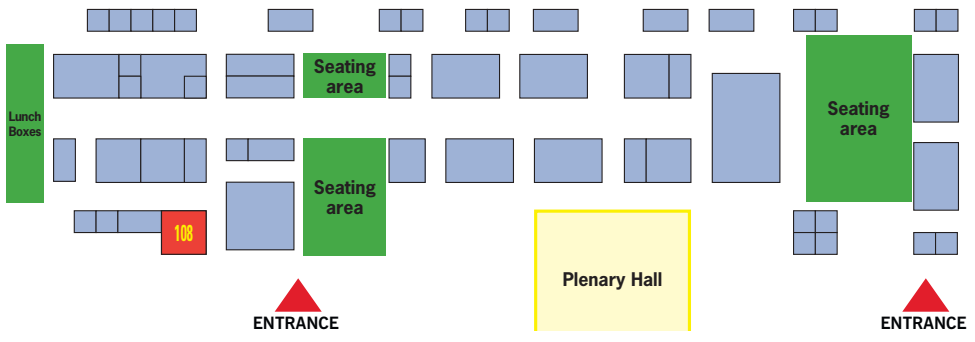 Seating
area
Lunch
Boxes
Seating
area
Seating
area
108
Plenary Hall
ENTRANCE
ENTRANCE